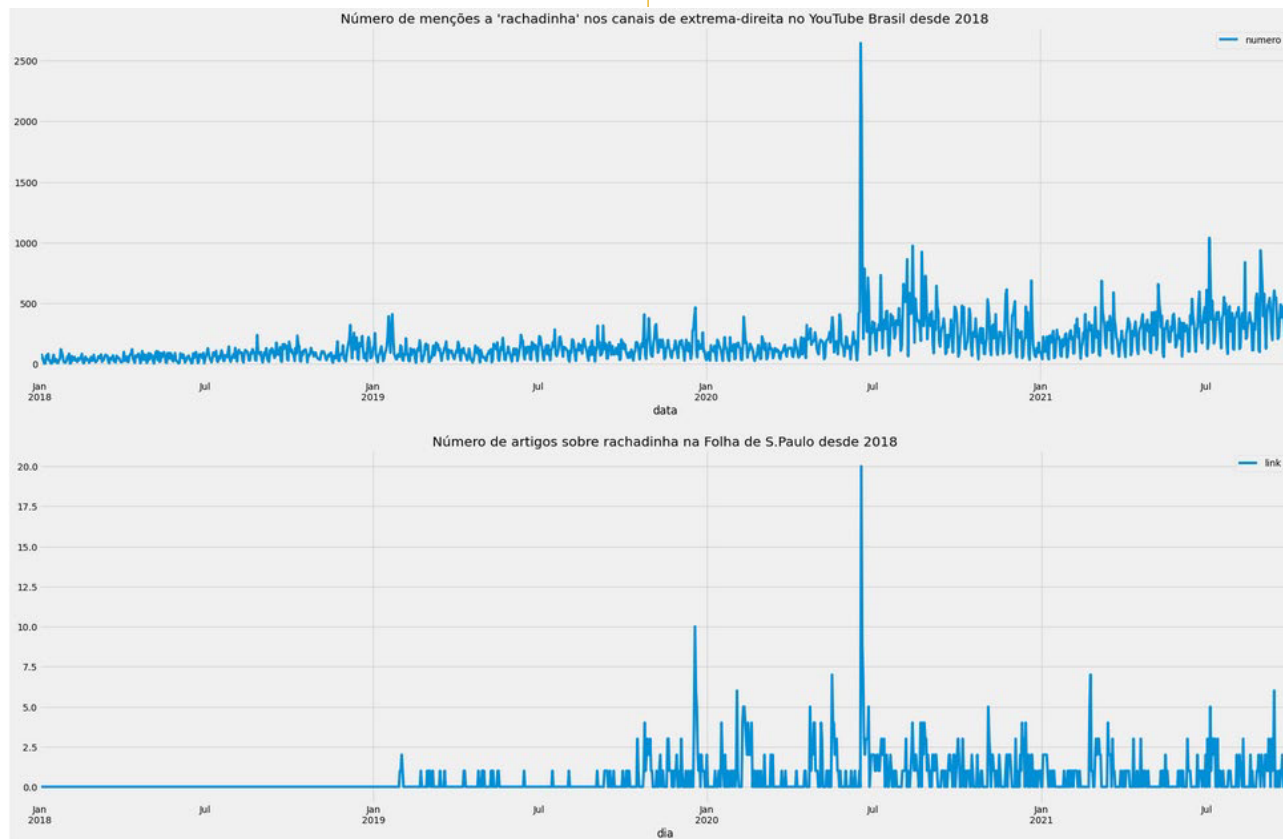 Número de menções a 'rachadinha' nos canais de extrema-direita no YouTube Brasil desde 2018
numero
2500
2000
1500
1000
500
0
Jan Jul Jan Jul Jan Jul Jan Jul
2018 2019 2020 2021
data
Número de artigos sobre rachadinha na Folha de S.Paulo desde 2018
link
20.0
17.5
15.0
12.5
10.0
7.5
5.0
2.5
0.0
Jan Jul Jan Jul Jan Jul Jan Jul
2018 2019 2020 2021
dia